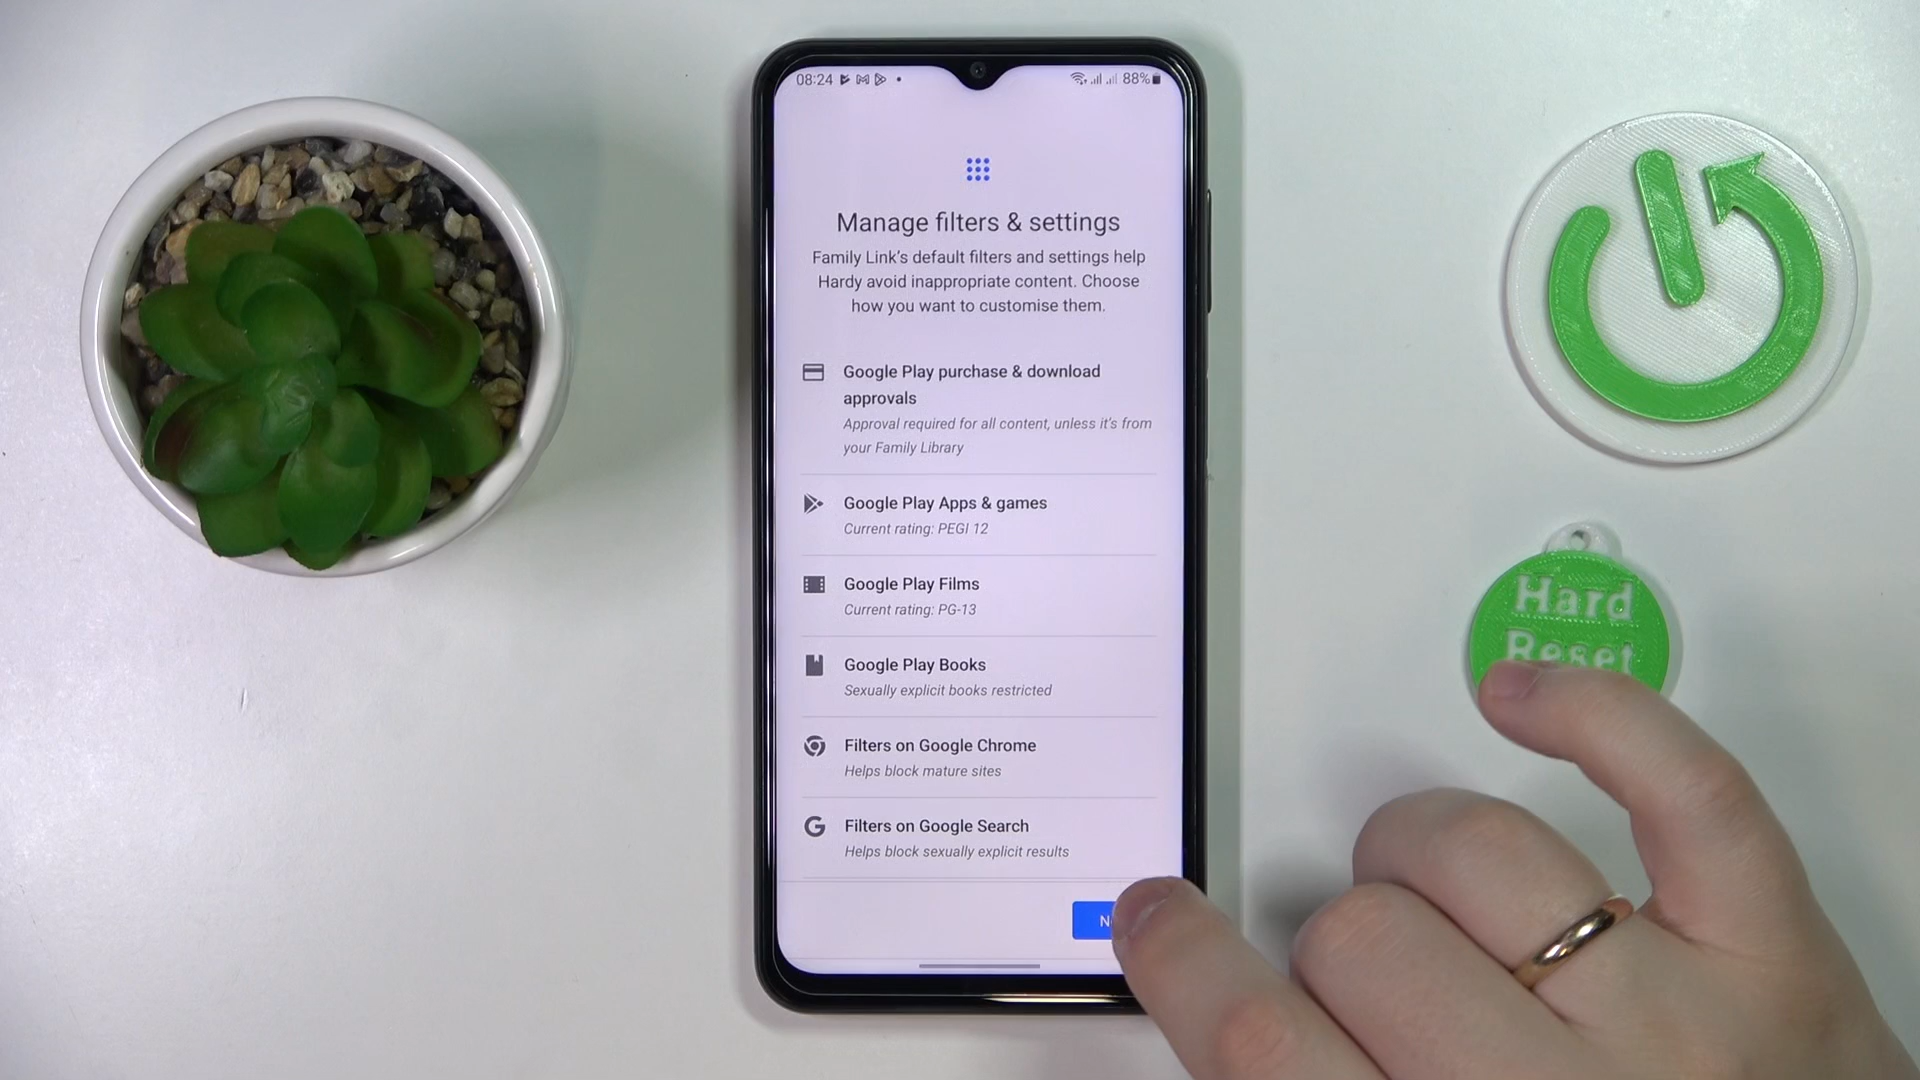 08:24
88%
Manage filters & settings
Family Link's default filters and settings help
Hardy avoid inappropriate content. Choose
how you want to customise them.
Google Play purchase & download
approvals
Approval required for all content, unless it's from
your Family Library
Google Play Apps & games
Current rating: PEGI 12
Google Play Films
Current rating: PG-13
Google Play Books
Sexually explicit books restricted
Filters on Google Chrome
Helps block mature sites
Filters on Google Search
Helps block sexually explicit results
Hard
Reset